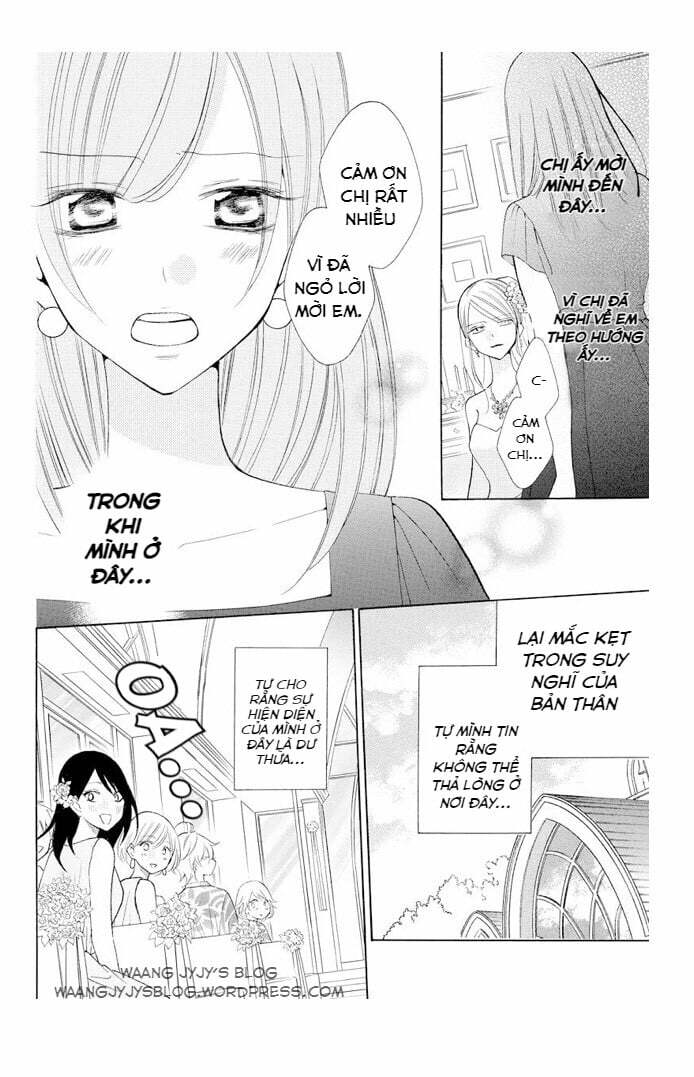 CHỊ ẤY MỜI
MÌNH ĐẾN
ĐÂY...
VÌ CHỊ ĐÃ
NGHĨ VỀ EM
THEO HƯỚNG
ẤY...
C-
CẢM
ƠN
CHỊ...
CẢM ƠN
CHỊ RẤT
NHIỀU
VÌ ĐÃ
NGỎ LỜI
MỜI EM.
TRONG
KHI
MÌNH Ở
ĐÂY...
LẠI MẮC KẸT
TRONG SUY
NGHĨ CỦA
BẢN THÂN
TỰ MÌNH TIN
RẰNG
KHÔNG THỂ
THẢ LỎNG Ở
NƠI ĐÂY...
TỰ CHO
RẰNG SỰ
HIỆN DIỆN
CỦA MÌNH Ở
ĐÂY LÀ DƯ
THỪA...
OA...
WAANG JYJY'S BLOG
WAANGJYJYSBLOG.WORDPRESS.COM